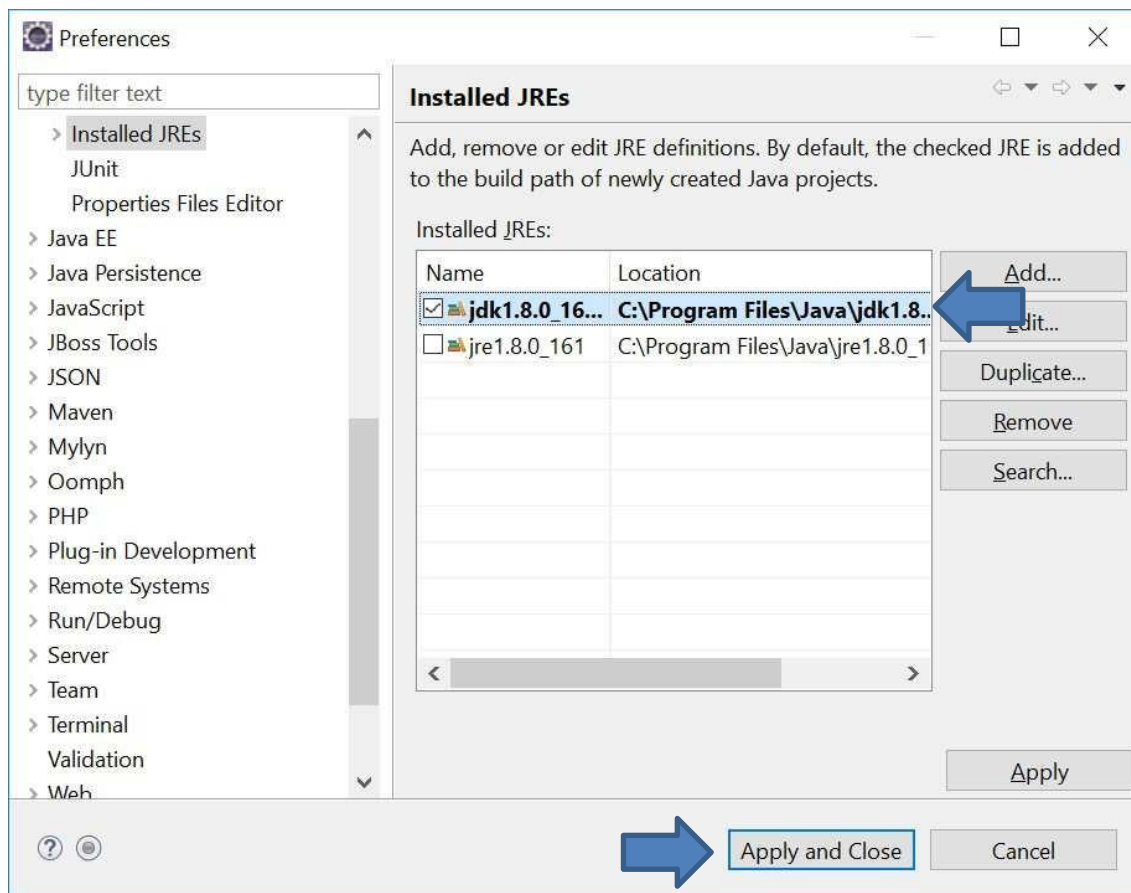 Preferences
type filter text
Installed JREs
JUnit
Properties Files Editor
Java EE
Java Persistence
JavaScript
JBoss Tools
JSON
Maven
Mylyn
Oomph
PHP
Plug-in Development
Remote Systems
Run/Debug
Server
Team
Terminal
Validation
Web
Installed JREs
Add, remove or edit JRE definitions. By default, the checked JRE is added
to the build path of newly created Java projects.
Installed JREs:
Name Location
jdk1.8.0_16... C:\Program Files\Java\jdk1.8...
jre1.8.0_161 C:\Program Files\Java\jre1.8.0_1
Add...
Edit...
Duplicate...
Remove
Search...
Apply
Apply and Close Cancel